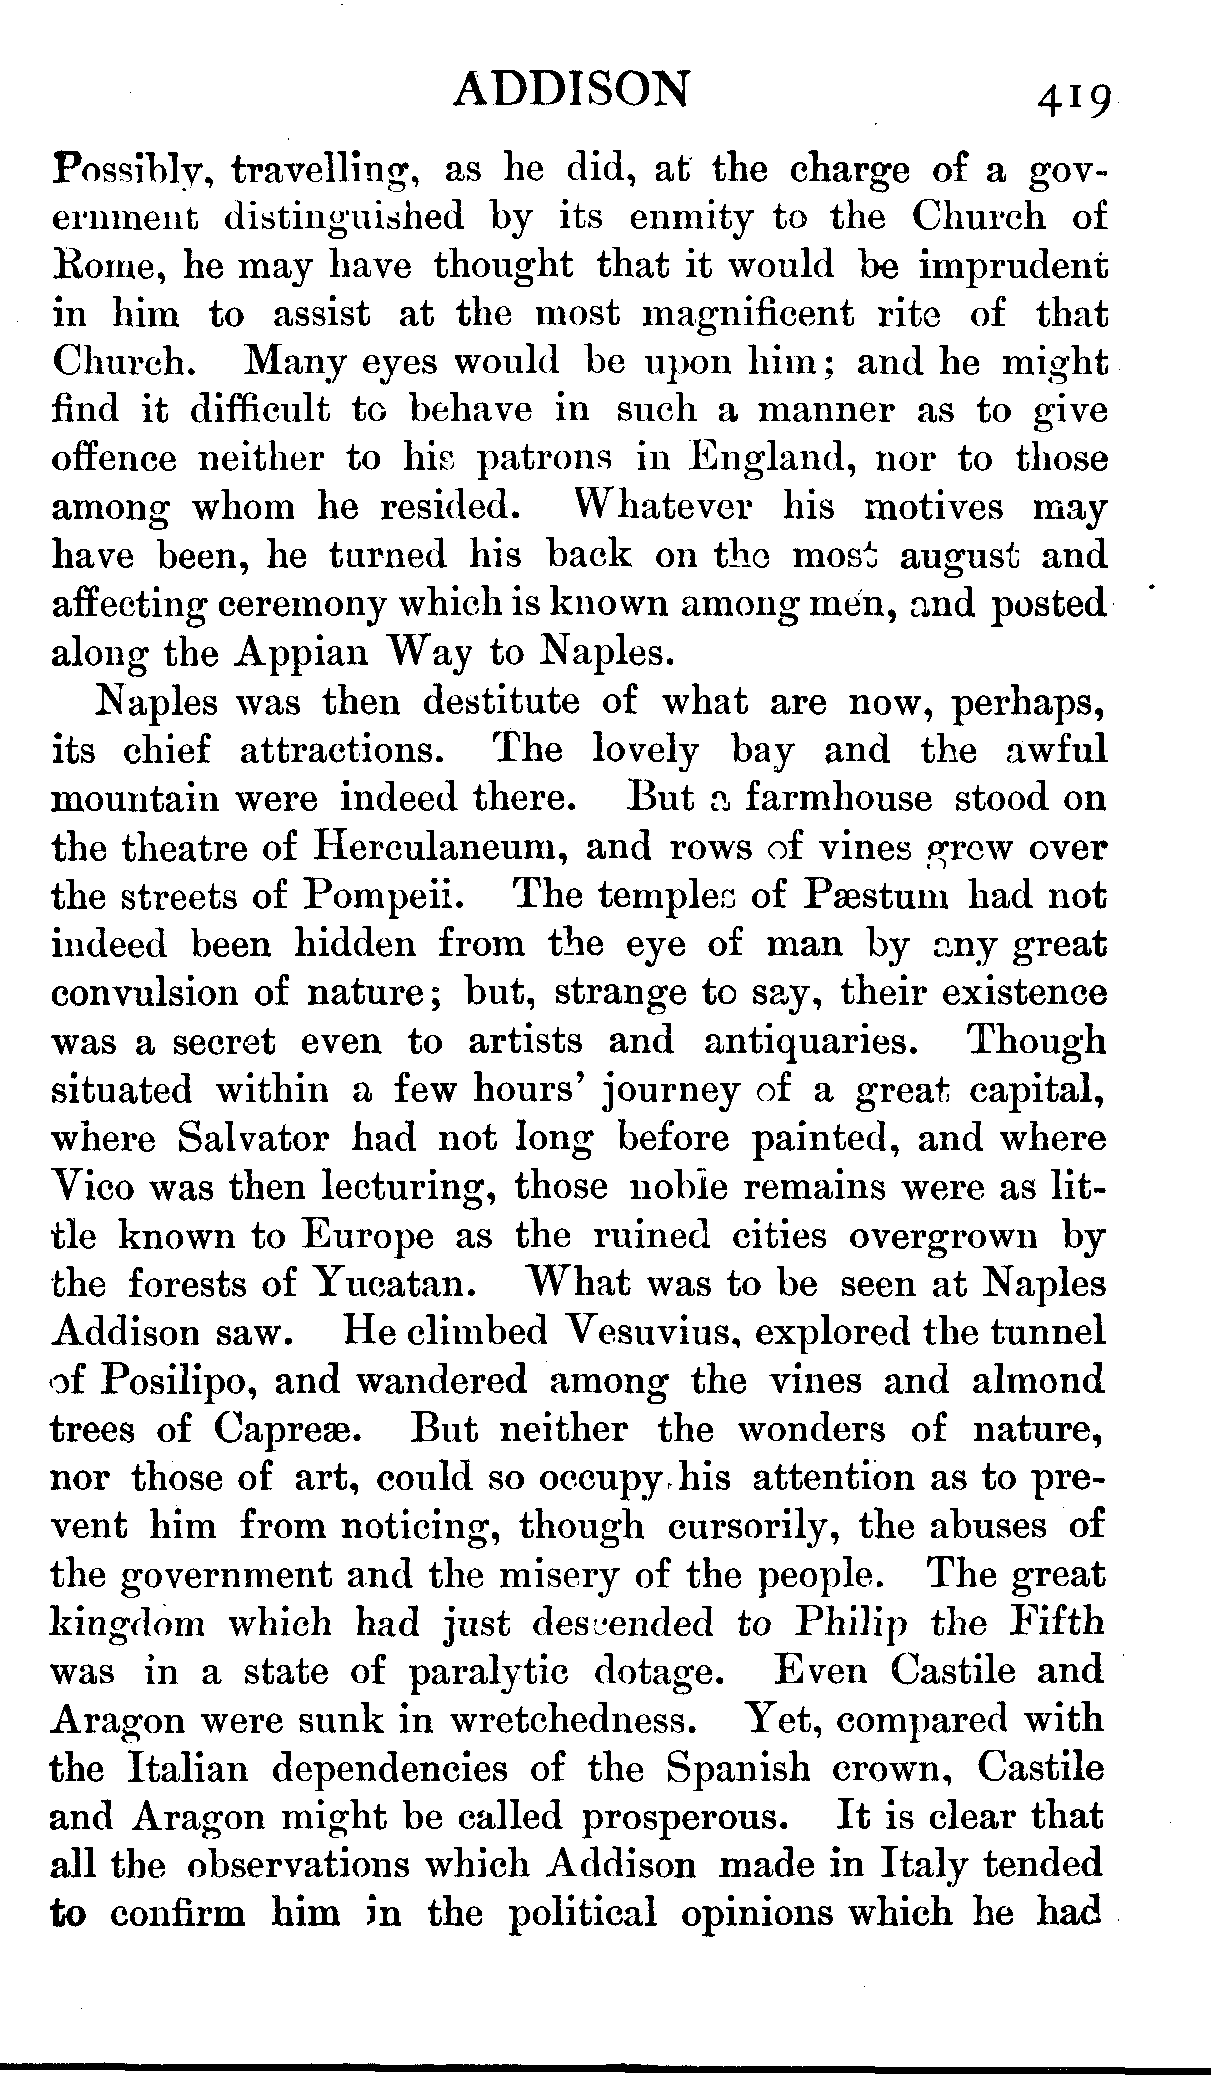 ADDISON 419
Possibly, travelling, as he did, at the charge of a gov-
ernment distinguished by its enmity to the Church of
Rome, he may have thought that it would be imprudent
in him to assist at the most magnificent rite of that
Church. Many eyes would be upon him; and he might
find it difficult to behave in such a manner as to give
offence neither to his patrons in England, nor to those
among whom he resided. Whatever his motives may
have been, he turned his back on the most august and
affecting ceremony which is known among men, and posted
along the Appian Way to Naples.
Naples was then destitute of what are now, perhaps,
its chief attractions. The lovely bay and the awful
mountain were indeed there. But a farmhouse stood on
the theatre of Herculaneum, and rows of vines grew over
the streets of Pompeii. The temples of Pæstum had not
indeed been hidden from the eye of man by any great
convulsion of nature; but, strange to say, their existence
was a secret even to artists and antiquaries. Though
situated within a few hours' journey of a great capital,
where Salvator had not long before painted, and where
Vico was then lecturing, those noble remains were as lit-
tle known to Europe as the ruined cities overgrown by
the forests of Yucatan. What was to be seen at Naples
Addison saw. He climbed Vesuvius, explored the tunnel
of Posilipo, and wandered among the vines and almond
trees of Capreæ. But neither the wonders of nature,
nor those of art, could so occupy his attention as to pre-
vent him from noticing, though cursorily, the abuses of
the government and the misery of the people. The great
kingdom which had just descended to Philip the Fifth
was in a state of paralytic dotage. Even Castile and
Aragon were sunk in wretchedness. Yet, compared with
the Italian dependencies of the Spanish crown, Castile
and Aragon might be called prosperous. It is clear that
all the observations which Addison made in Italy tended
to confirm him in the political opinions which he had